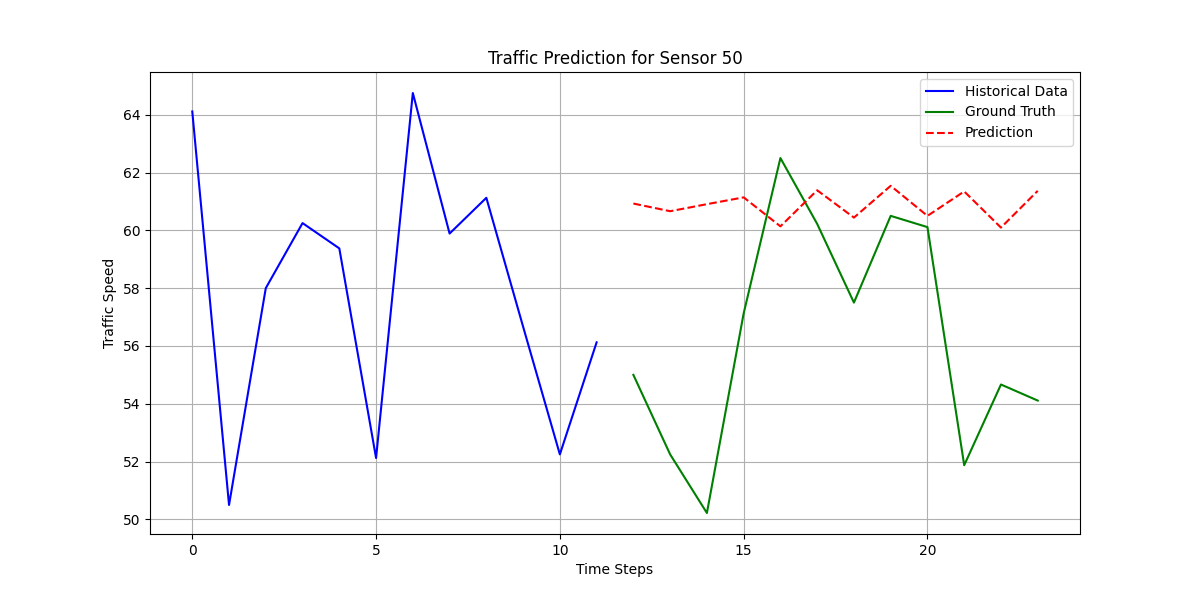 Traffic Prediction for Sensor 50
Historical Data
Ground Truth
Prediction
Traffic Speed
64
62
60
58
56
54
52
50
0 5 10 15 20
Time Steps